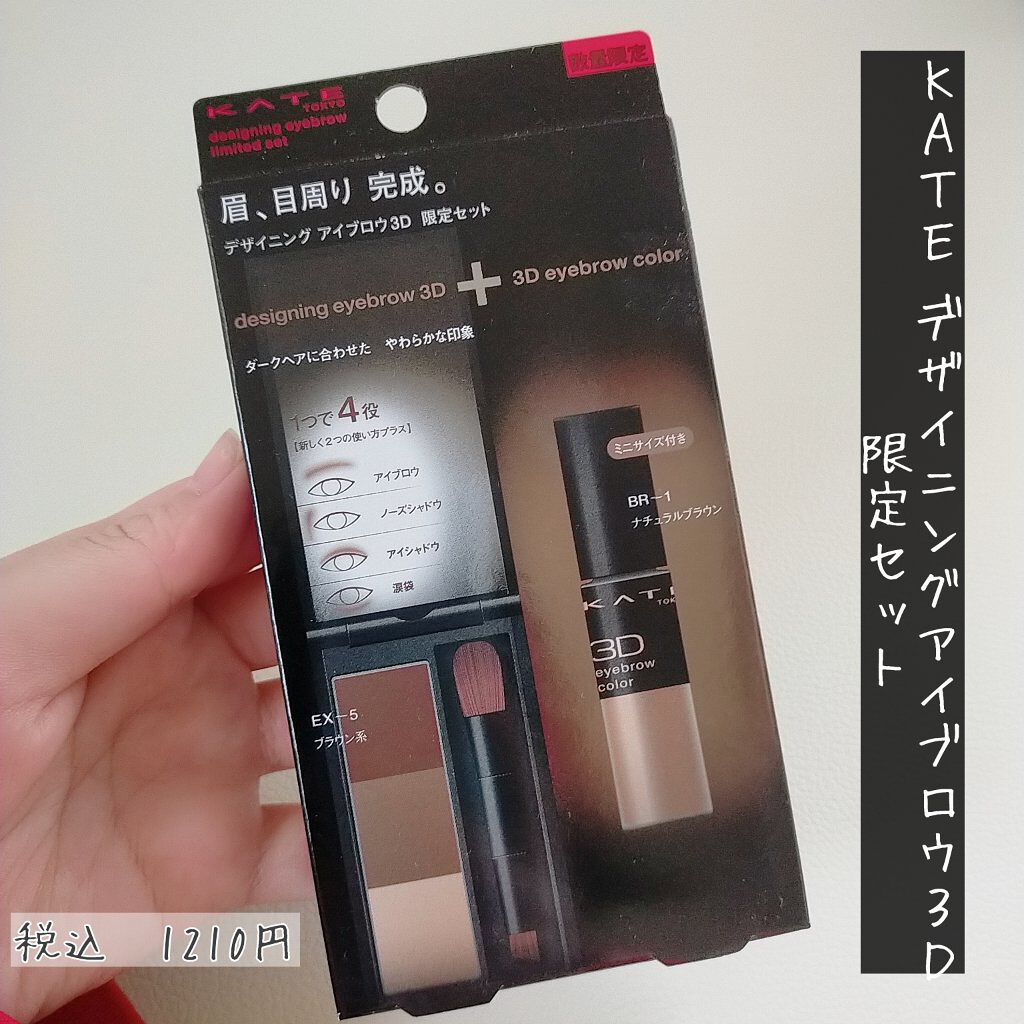 数量限定
KATE
TOKYO
designing eyebrow
limited set
眉、目周り 完成。
デザイニング アイブロウ3D 限定セット
designing eyebrow 3D + 3D eyebrow color
ダークヘアに合わせた やわらかな印象
1つで4役
【新しく2つの使い方プラス】
アイブロウ
ノーズシャドウ
アイシャドウ
涙袋
ミニサイズ付き
BR-1
ナチュラルブラウン
KATE
TOKYO
3D
eyebrow
color
EX-5
ブラウン系
KATE デザイニングアイブロウ3D
限定セット
税込 1210円